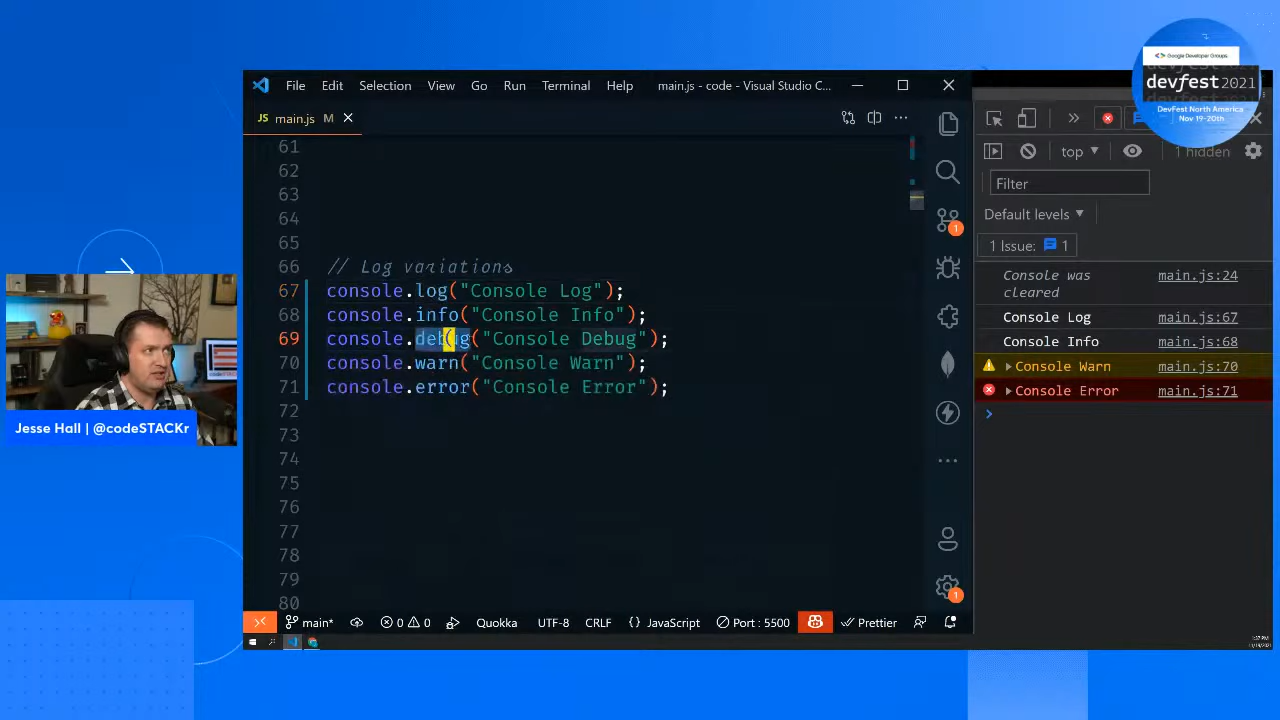 <> Google Developer Groups
devfest 2021
DevFest North America
Nov 19-20th
File Edit Selection View Go Run Terminal Help main.js - code - Visual Studio C...
JS main.js M
61
62
63
64
65
66 // Log variations
67 console.log("Console Log");
68 console.info("Console Info");
69 console.debug("Console Debug");
70 console.warn("Console Warn");
71 console.error("Console Error");
72
73
74
75
76
77
78
79
80
main* 0 0 Quokka UTF-8 CRLF {} JavaScript Port : 5500 Prettier
1
1
top 1 hidden
Filter
Default levels
1 Issue: 1
Console was cleared main.js:24
Console Log main.js:67
Console Info main.js:68
Console Warn main.js:70
Console Error main.js:71
Jesse Hall | @codeSTACKr